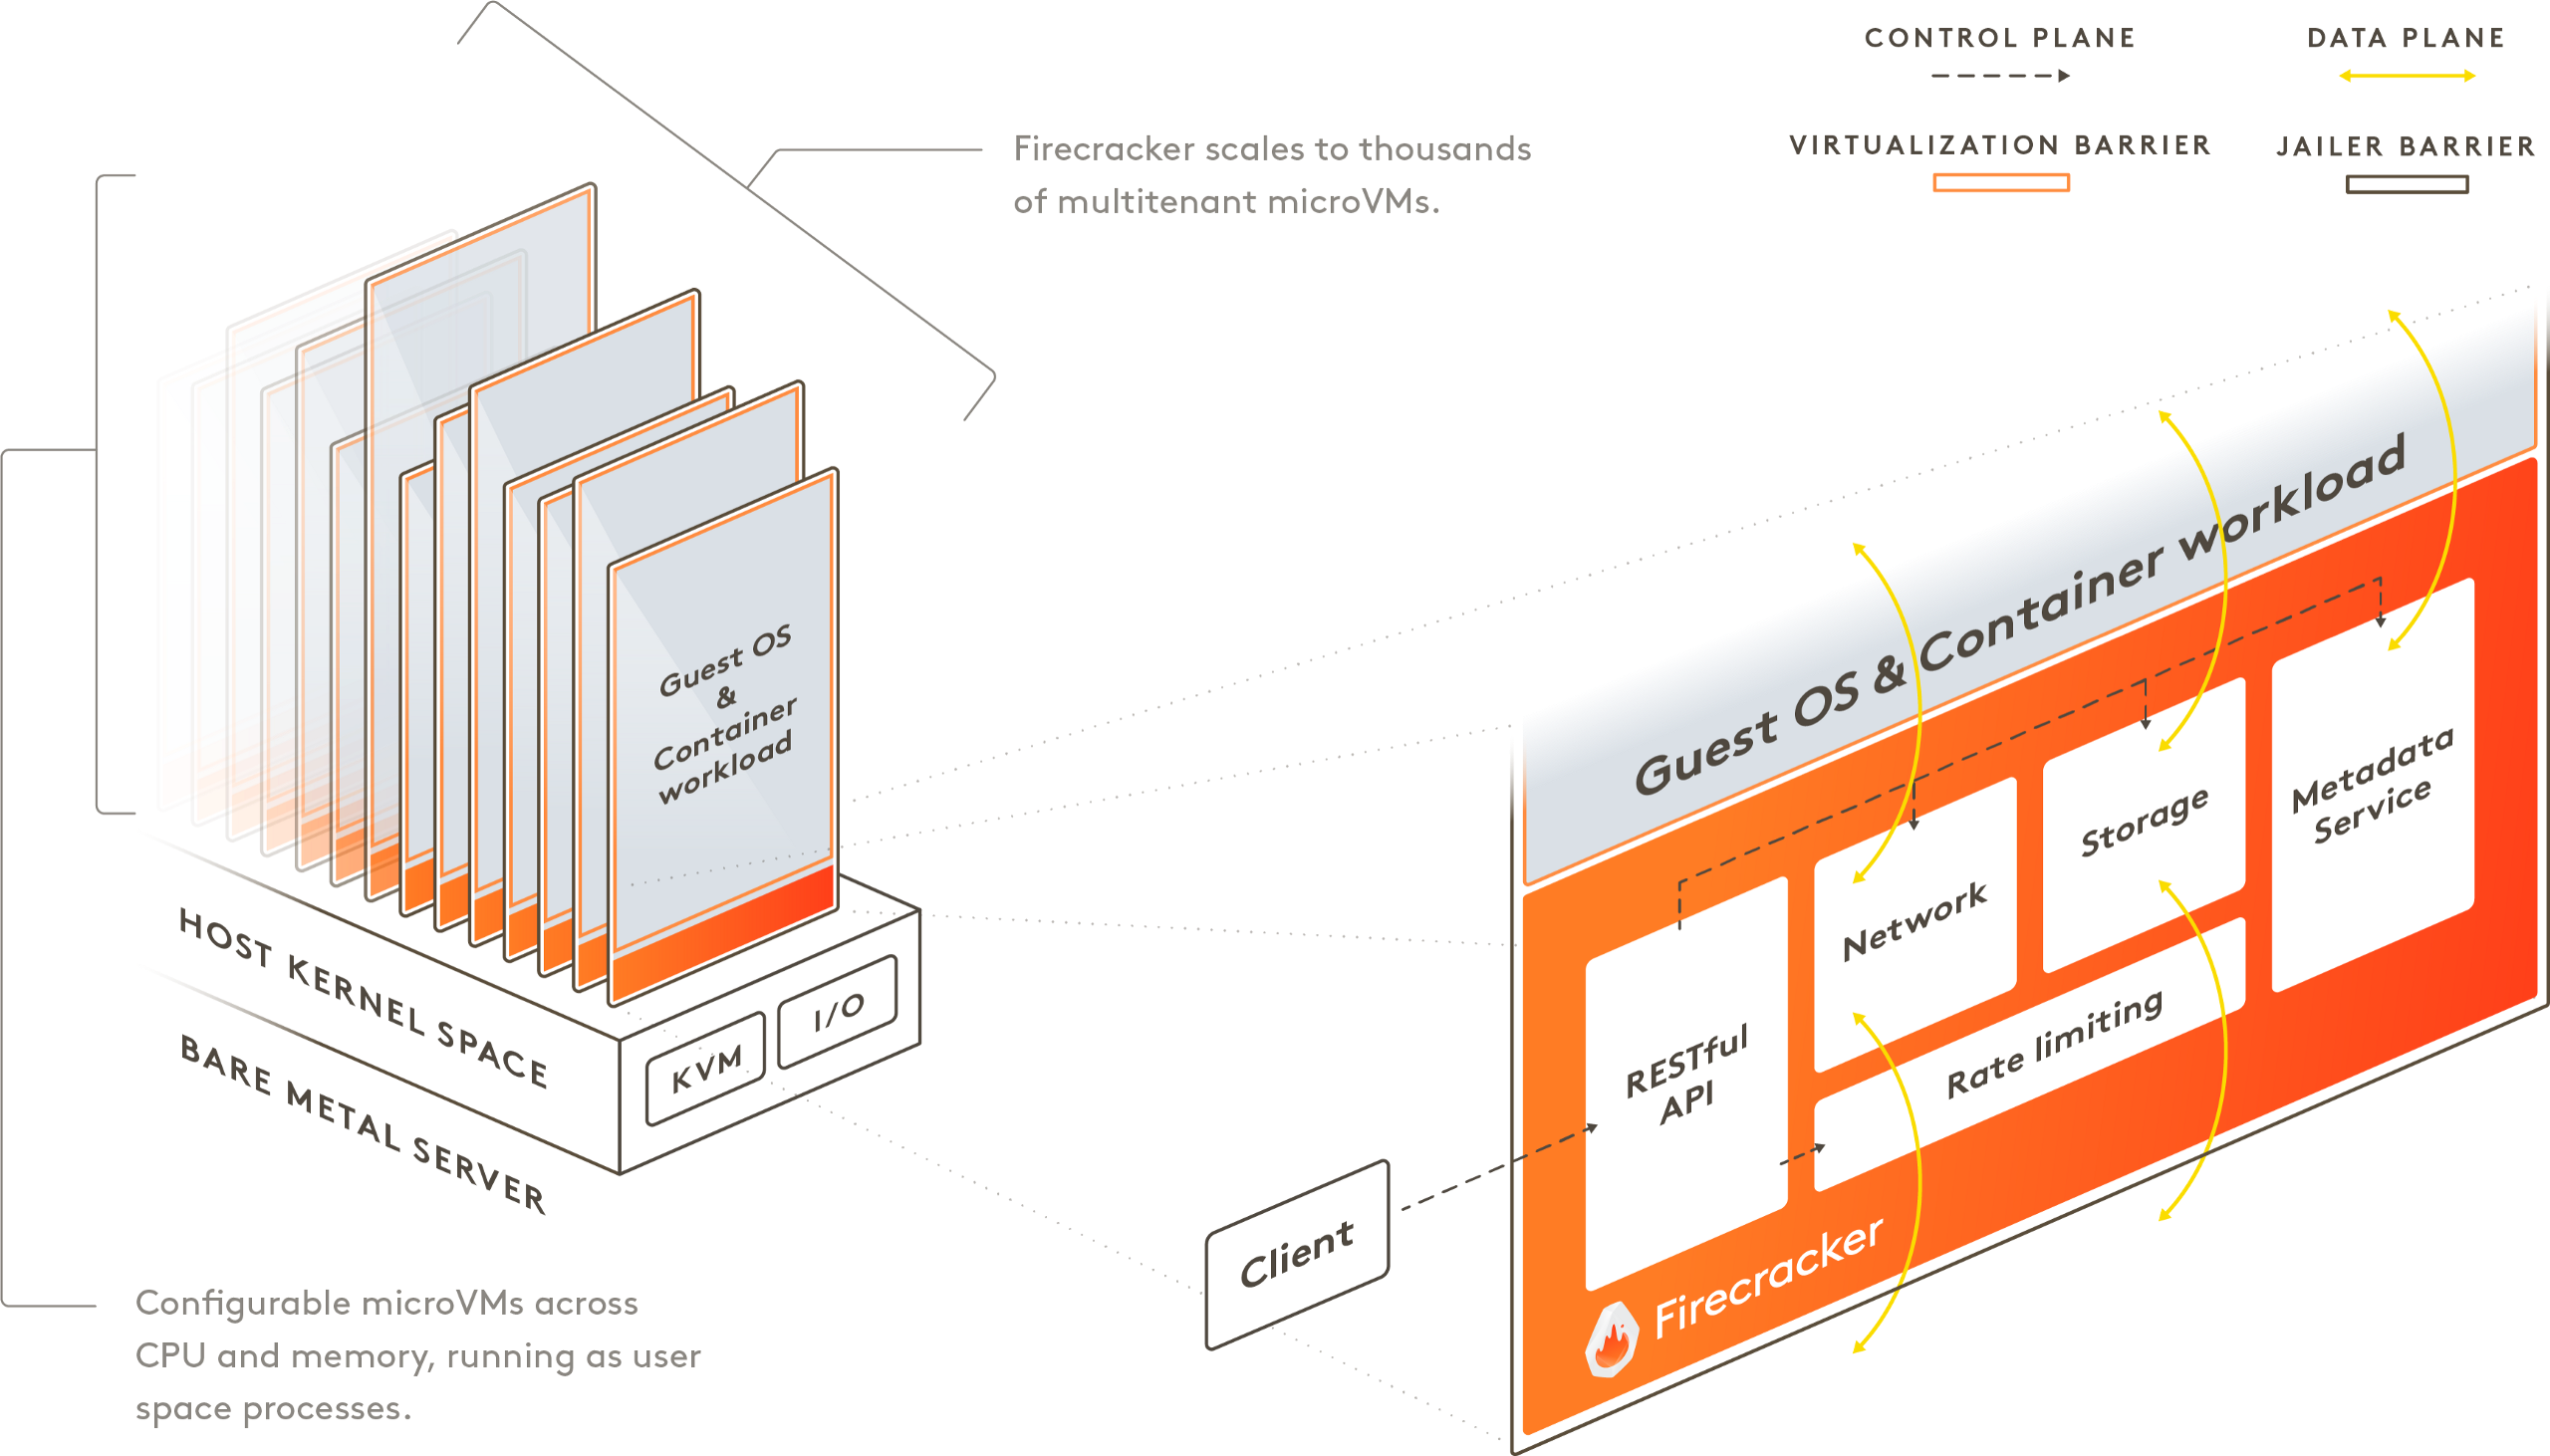 CONTROL PLANE
DATA PLANE
VIRTUALIZATION BARRIER
JAILER BARRIER
Firecracker scales to thousands
of multitenant microVMs.
Guest OS
&
Container
workload
HOST KERNEL SPACE
BARE METAL SERVER
KVM
I/O
Configurable microVMs across
CPU and memory, running as user
space processes.
Client
Guest OS & Container workload
RESTful
API
Network
Storage
Metadata
Service
Rate limiting
Firecracker